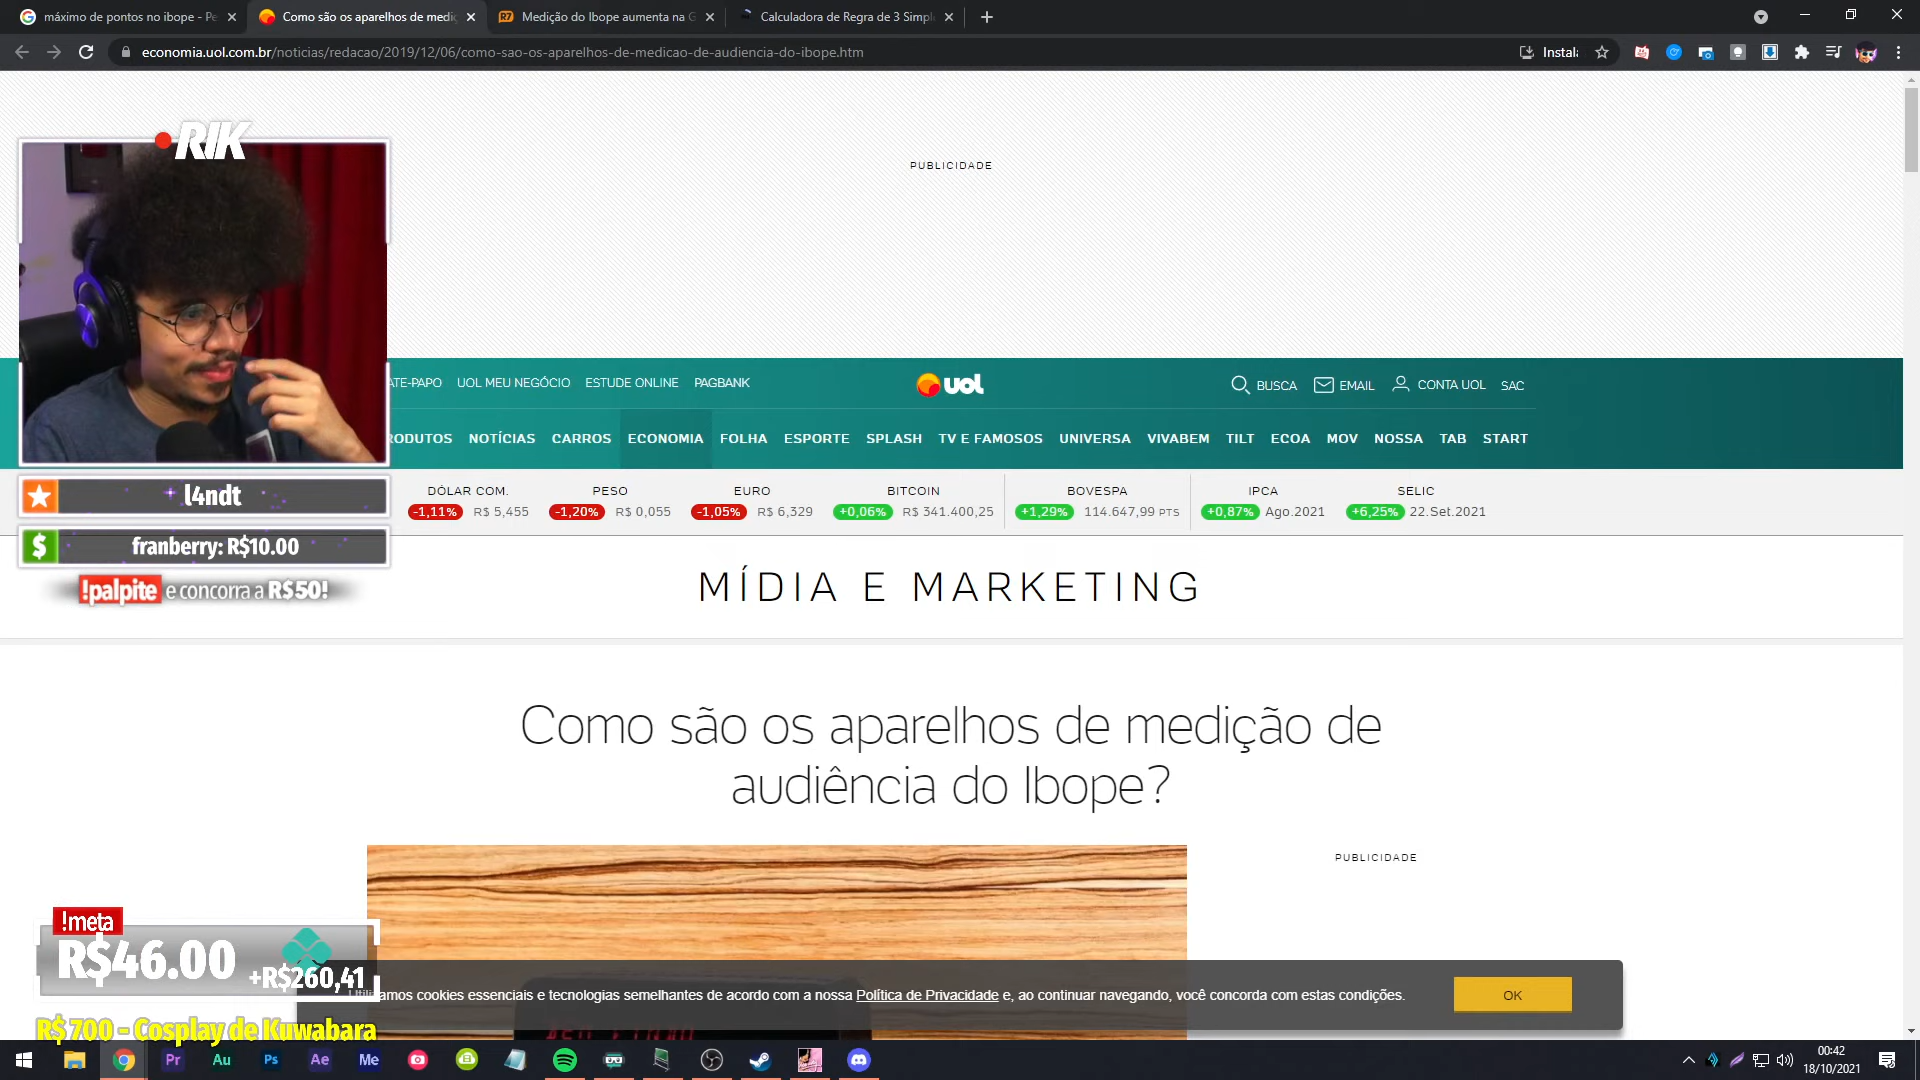 máximo de pontos no ibope - Pe
Como são os aparelhos de mediç
Medição do Ibope aumenta na G
Calculadora de Regra de 3 Simpl
economia.uol.com.br/noticias/redacao/2019/12/06/como-sao-os-aparelhos-de-medicao-de-audiencia-do-ibope.htm
Instal
RIK
PUBLICIDADE
ATE-PAPO UOL MEU NEGÓCIO ESTUDE ONLINE PAGBANK
uol
BUSCA EMAIL CONTA UOL SAC
RODUTOS NOTÍCIAS CARROS ECONOMIA FOLHA ESPORTE SPLASH TV E FAMOSOS UNIVERSA VIVABEM TILT ECOA MOV NOSSA TAB START
DÓLAR COM. PESO EURO BITCOIN BOVESPA IPCA SELIC
-1,11% R$ 5,455 -1,20% R$ 0,055 -1,05% R$ 6,329 +0,06% R$ 341.400,25 +1,29% 114.647,99 PTS +0,87% Ago.2021 +6,25% 22.Set.2021
l4ndt
$ franberry: R$10.00
!palpite e concorra a R$50!
MÍDIA E MARKETING
Como são os aparelhos de medição de
audiência do Ibope?
PUBLICIDADE
!meta
R$46.00
+R$260,41
R$ 700 - Cosplay de Kuwabara
amos cookies essenciais e tecnologias semelhantes de acordo com a nossa Política de Privacidade e, ao continuar navegando, você concorda com estas condições.
OK
Pr Au Ps Ae Me
00:42
18/10/2021